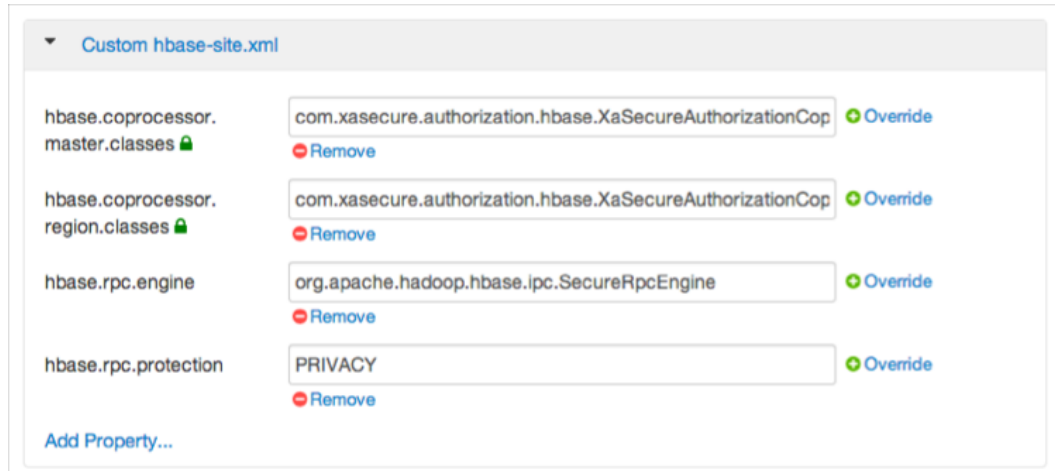 Custom hbase-site.xml
hbase.coprocessor.
master.classes
com.xasecure.authorization.hbase.XaSecureAuthorizationCop
Override
Remove
hbase.coprocessor.
region.classes
com.xasecure.authorization.hbase.XaSecureAuthorizationCop
Override
Remove
hbase.rpc.engine
org.apache.hadoop.hbase.ipc.SecureRpcEngine
Override
Remove
hbase.rpc.protection
PRIVACY
Override
Remove
Add Property...